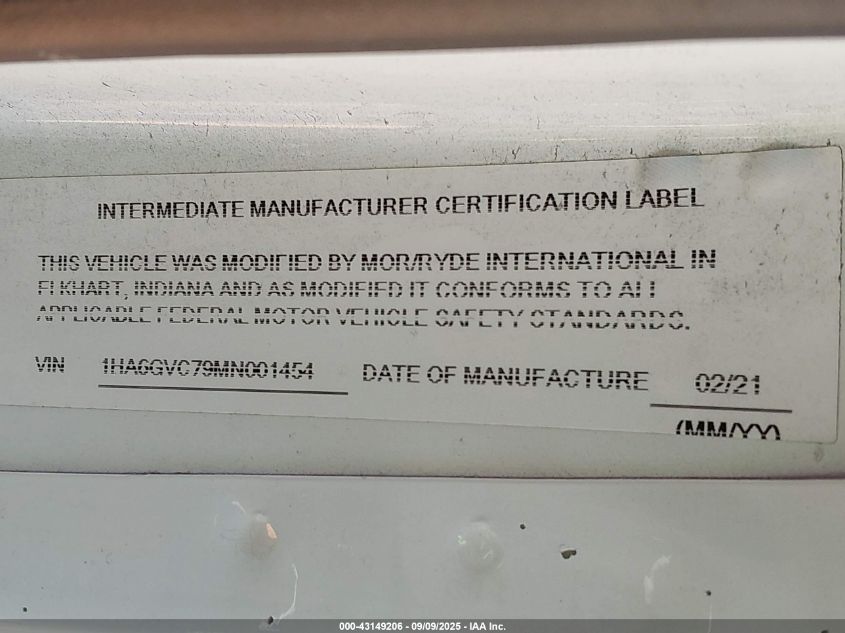 INTERMEDIATE MANUFACTURER CERTIFICATION LABEL
THIS VEHICLE WAS MODIFIED BY MOR/RYDE INTERNATIONAL IN
ELKHART, INDIANA AND AS MODIFIED IT CONFORMS TO ALL
APPLICABLE FEDERAL MOTOR VEHICLE SAFETY STANDARDS.
VIN 1HA6GVC79MN001454 DATE OF MANUFACTURE 02/21
(MM/YY)
000-43149206 - 09/09/2025 - IAA Inc.